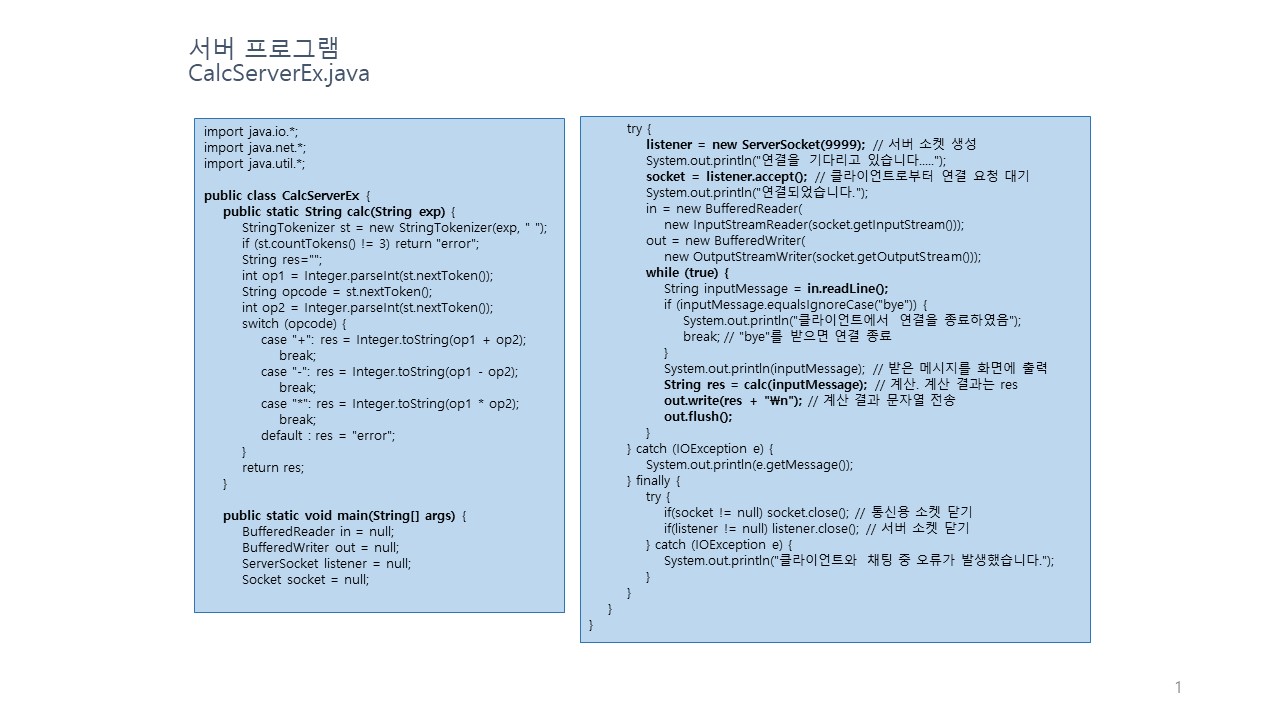 서버 프로그램
CalcServerEx.java
import java.io.*;
import java.net.*;
import java.util.*;
public class CalcServerEx {
public static String calc(String exp) {
StringTokenizer st = new StringTokenizer(exp, " ");
if (st.countTokens() != 3) return "error";
String res="";
int op1 = Integer.parseInt(st.nextToken());
String opcode = st.nextToken();
int op2 = Integer.parseInt(st.nextToken());
switch (opcode) {
case "+": res = Integer.toString(op1 + op2);
break;
case "-": res = Integer.toString(op1 - op2);
break;
case "*": res = Integer.toString(op1 * op2);
break;
default : res = "error";
}
return res;
}
public static void main(String[] args) {
BufferedReader in = null;
BufferedWriter out = null;
ServerSocket listener = null;
Socket socket = null;
try {
listener = new ServerSocket(9999); // 서버 소켓 생성
System.out.println("연결을 기다리고 있습니다.....");
socket = listener.accept(); // 클라이언트로부터 연결 요청 대기
System.out.println("연결되었습니다.");
in = new BufferedReader(
new InputStreamReader(socket.getInputStream()));
out = new BufferedWriter(
new OutputStreamWriter(socket.getOutputStream()));
while (true) {
String inputMessage = in.readLine();
if (inputMessage.equalsIgnoreCase("bye")) {
System.out.println("클라이언트에서 연결을 종료하였음");
break; // "bye"를 받으면 연결 종료
}
System.out.println(inputMessage); // 받은 메시지를 화면에 출력
String res = calc(inputMessage); // 계산. 계산 결과는 res
out.write(res + "₩n"); // 계산 결과 문자열 전송
out.flush();
}
} catch (IOException e) {
System.out.println(e.getMessage());
} finally {
try {
if(socket != null) socket.close(); // 통신용 소켓 닫기
if(listener != null) listener.close(); // 서버 소켓 닫기
} catch (IOException e) {
System.out.println("클라이언트와 채팅 중 오류가 발생했습니다.");
}
}
}
}
1